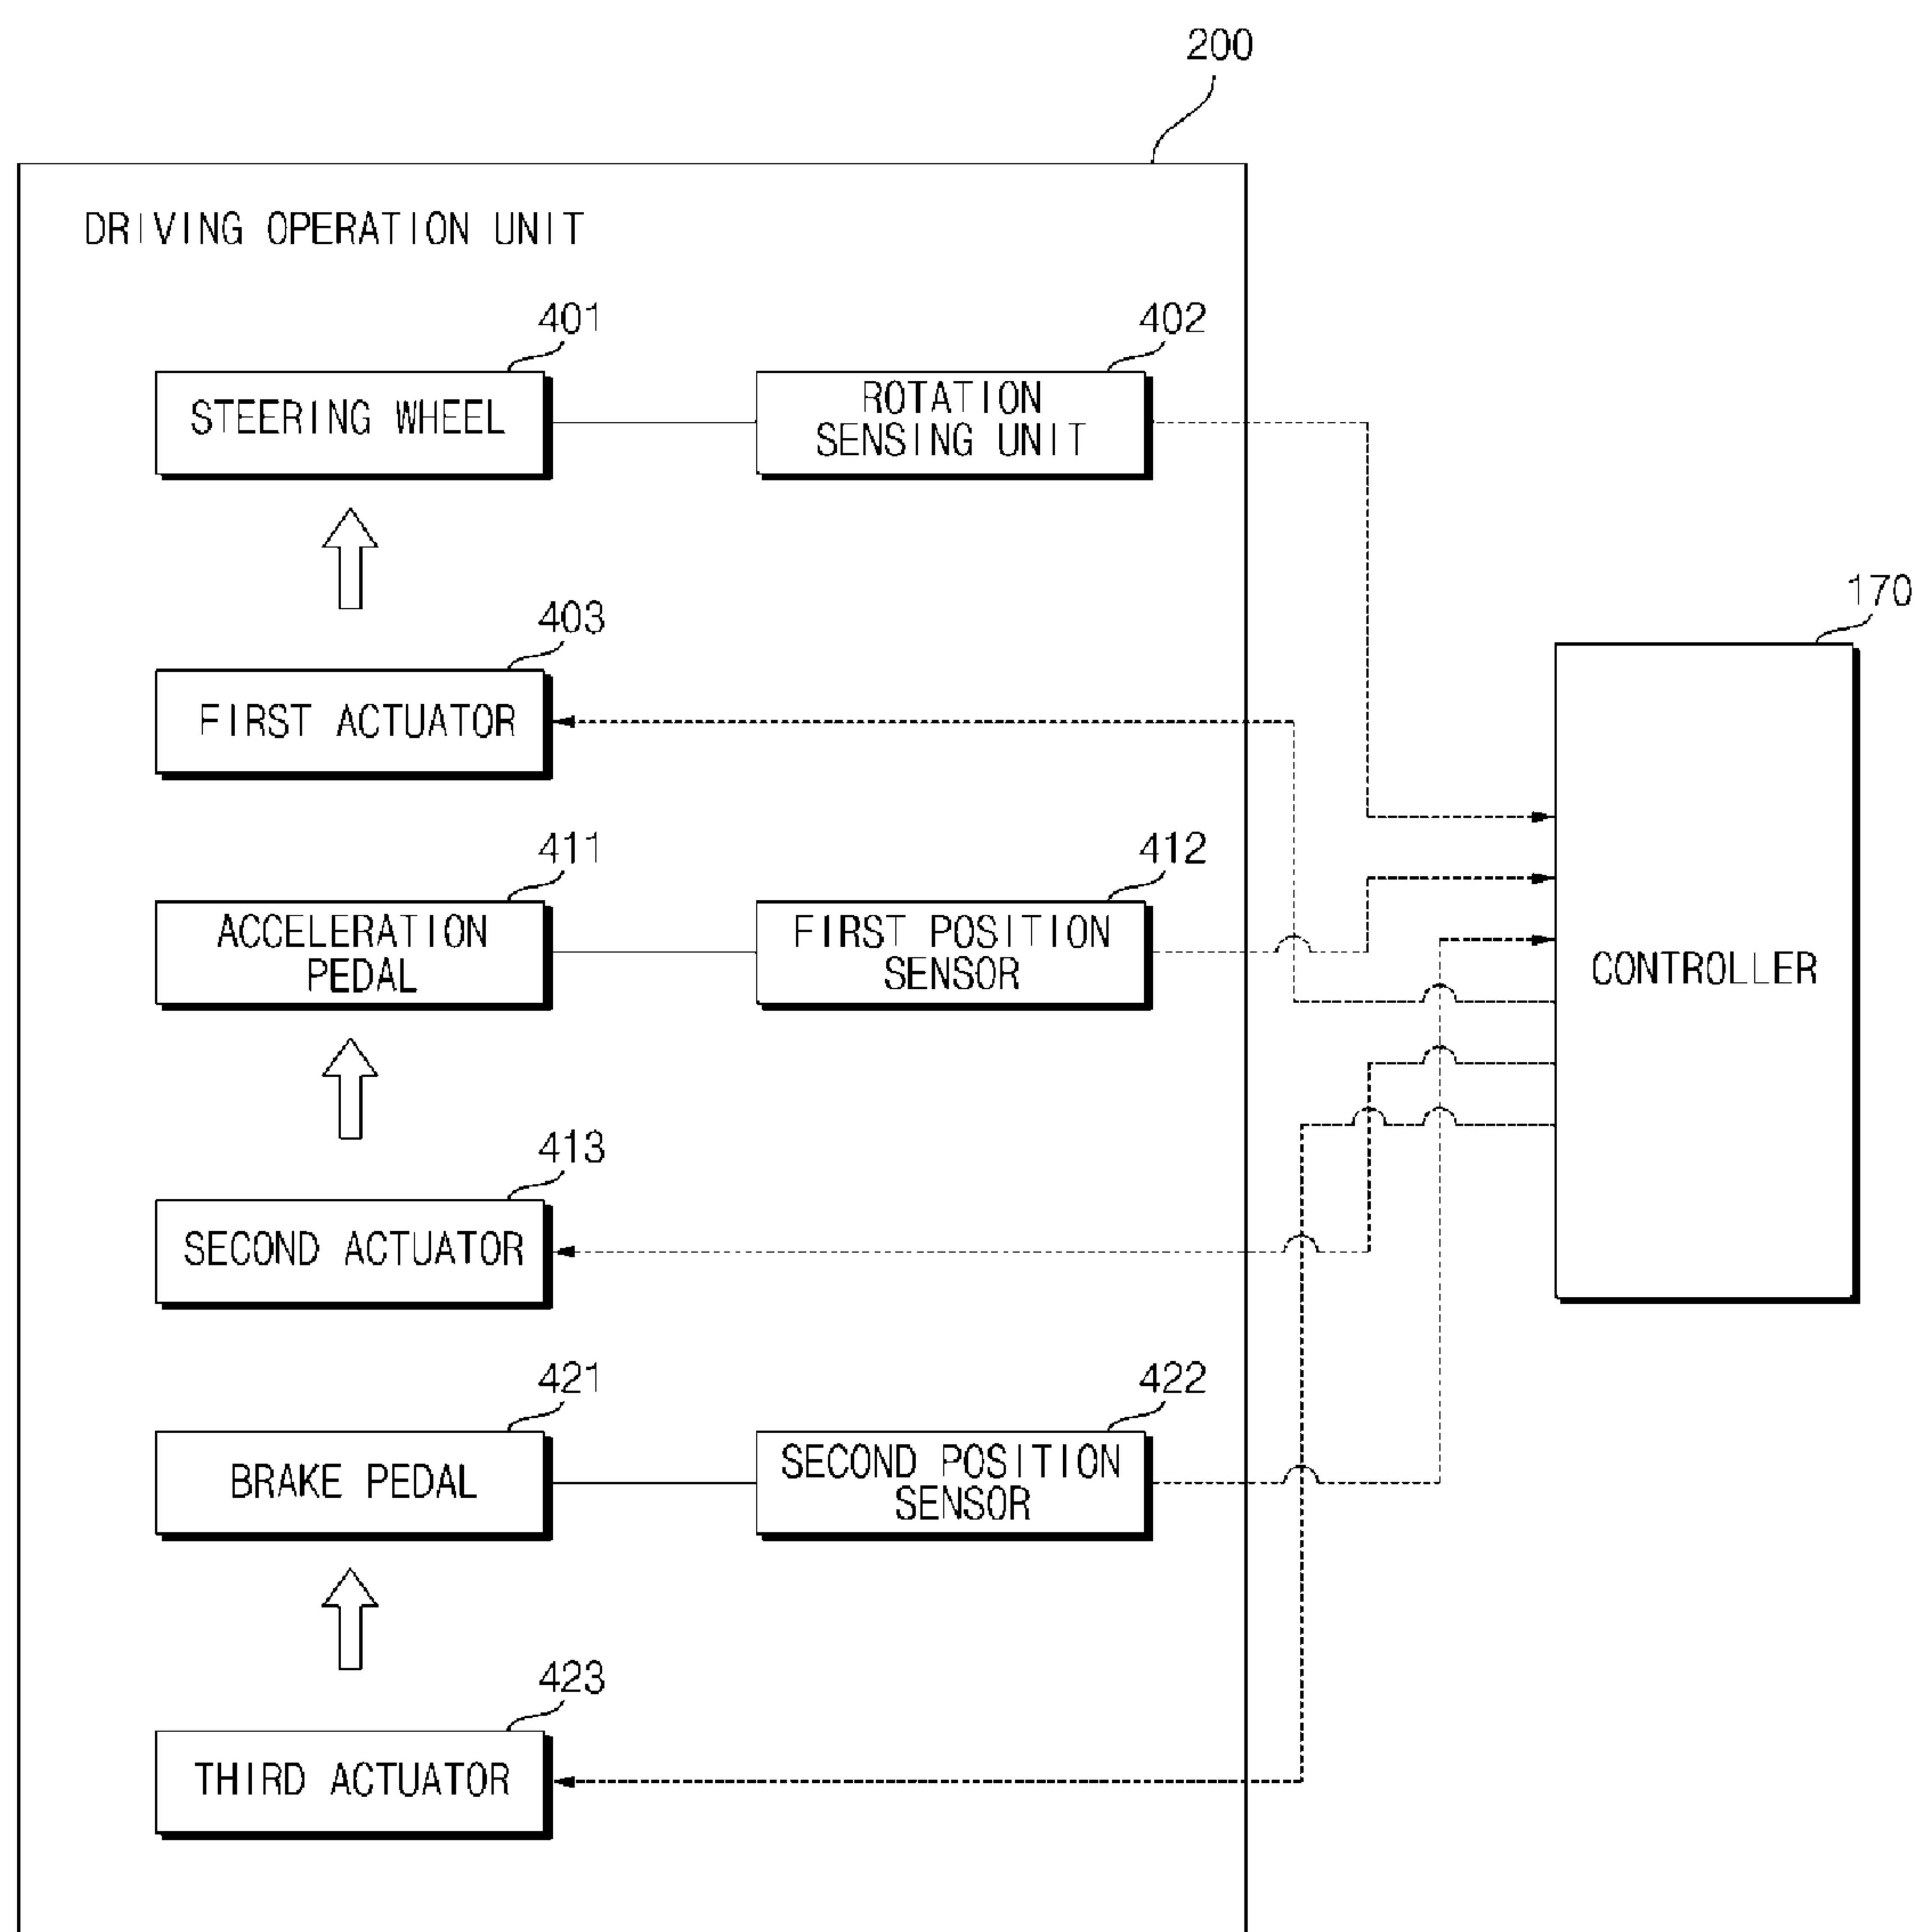 200
DRIVING OPERATION UNIT
401
402
STEERING WHEEL
ROTATION
SENSING UNIT
403
170
FIRST ACTUATOR
411
412
ACCELERATION
PEDAL
FIRST POSITION
SENSOR
CONTROLLER
413
SECOND ACTUATOR
421
422
BRAKE PEDAL
SECOND POSITION
SENSOR
423
THIRD ACTUATOR